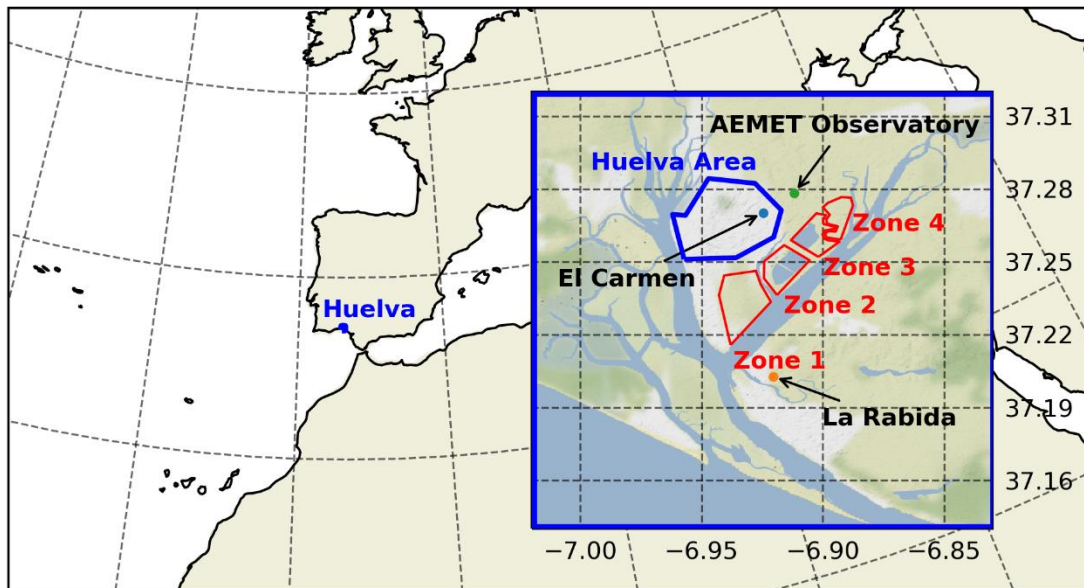 AEMET Observatory
Huelva Area
Zone 4
El Carmen
Zone 3
Zone 2
Huelva
Zone 1
La Rabida
37.31
37.28
37.25
37.22
37.19
37.16
−7.00
−6.95
−6.90
−6.85